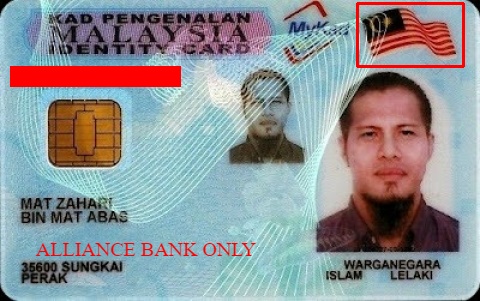 KAD PENGENALAN
MALAYSIA
IDENTITY CARD
MyKad
MAT ZAHARI
BIN MAT ABAS
ALLIANCE BANK ONLY
35600 SUNGKAI
PERAK
WARGANEGARA
ISLAM LELAKI